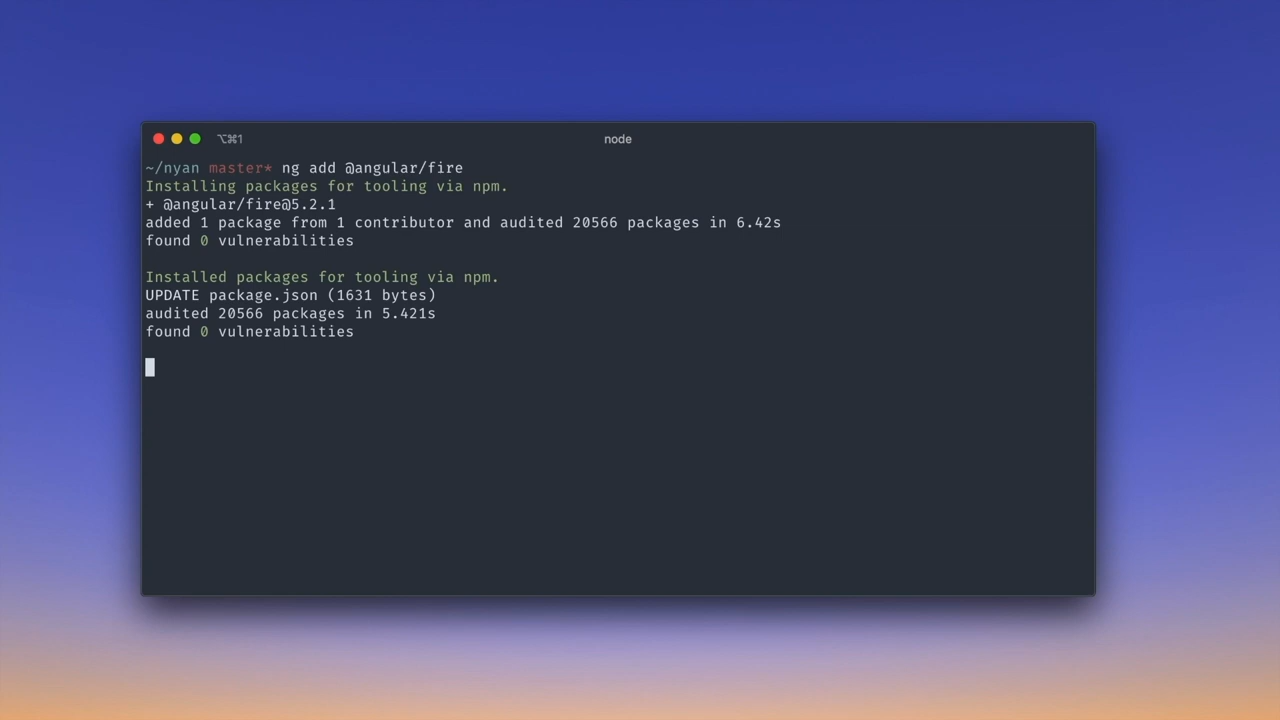 ⌥⌘1
node
~/nyan master* ng add @angular/fire
Installing packages for tooling via npm.
+ @angular/fire@5.2.1
added 1 package from 1 contributor and audited 20566 packages in 6.42s
found 0 vulnerabilities
Installed packages for tooling via npm.
UPDATE package.json (1631 bytes)
audited 20566 packages in 5.421s
found 0 vulnerabilities